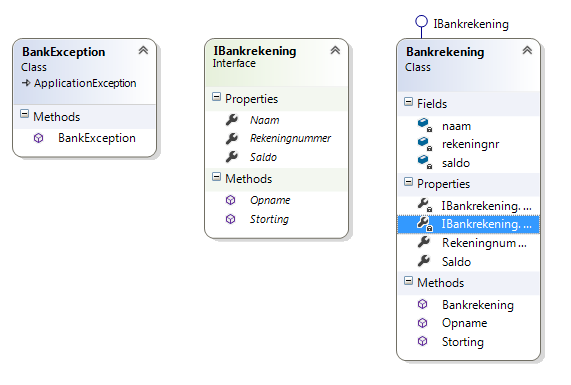 IBankrekening
BankException
Class
ApplicationException
Methods
BankException
IBankrekening
Interface
Properties
Naam
Rekeningnummer
Saldo
Methods
Opname
Storting
Bankrekening
Class
Fields
naam
rekeningnr
saldo
Properties
IBankrekening. ...
IBankrekening. ...
Rekeningnum ...
Saldo
Methods
Bankrekening
Opname
Storting